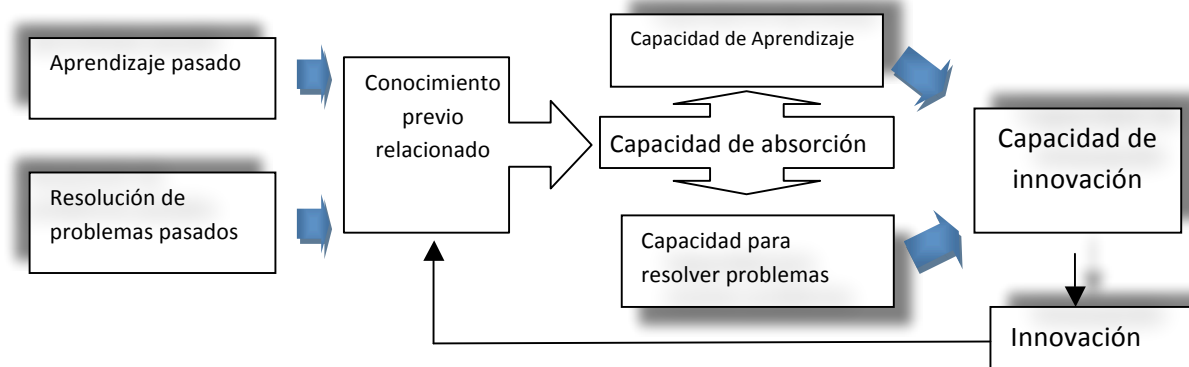 Aprendizaje pasado
Resolución de
problemas pasados
Conocimiento
previo
relacionado
Capacidad de Aprendizaje
Capacidad de absorción
Capacidad para
resolver problemas
Capacidad de
innovación
Innovación